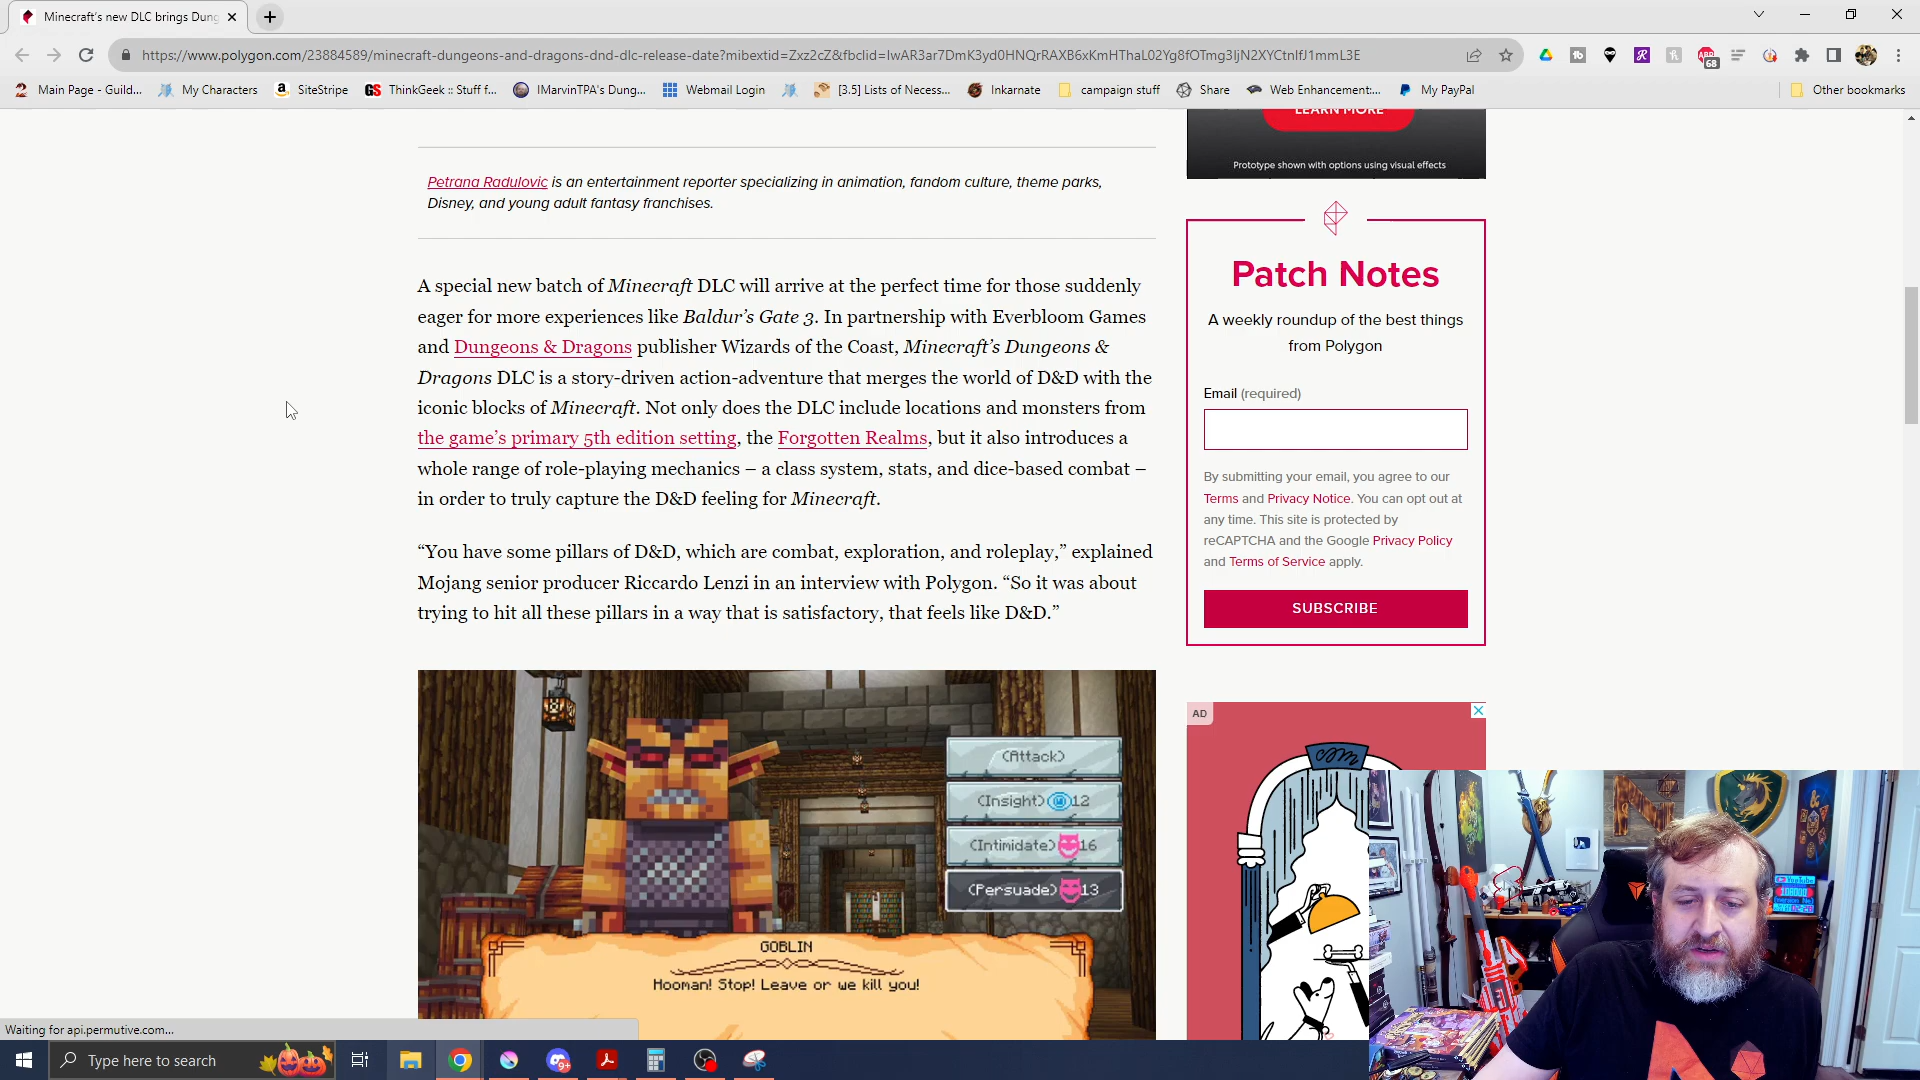 Minecraft's new DLC brings Dung
https://www.polygon.com/23884589/minecraft-dungeons-and-dragons-dnd-dlc-release-date?mibextid=Zxz2cZ&fbclid=IwAR3ar7DmK3yd0HNQrRAXB6xKmHThaL02Yg8fOTmg3IjN2XYCtnIfJ1mmL3E
68
Main Page - Guild...
My Characters
SiteStripe
GS
ThinkGeek :: Stuff f...
IMarvinTPA's Dung...
Webmail Login
[3.5] Lists of Necess...
Inkarnate
campaign stuff
Share
Web Enhancement:...
My PayPal
Other bookmarks
LEARN MORE
Prototype shown with options using visual effects
Petrana Radulovic is an entertainment reporter specializing in animation, fandom culture, theme parks,
Disney, and young adult fantasy franchises.
A special new batch of Minecraft DLC will arrive at the perfect time for those suddenly
eager for more experiences like Baldur's Gate 3. In partnership with Everbloom Games
and Dungeons & Dragons publisher Wizards of the Coast, Minecraft's Dungeons &
Dragons DLC is a story-driven action-adventure that merges the world of D&D with the
iconic blocks of Minecraft. Not only does the DLC include locations and monsters from
the game's primary 5th edition setting, the Forgotten Realms, but it also introduces a
whole range of role-playing mechanics – a class system, stats, and dice-based combat –
in order to truly capture the D&D feeling for Minecraft.
“You have some pillars of D&D, which are combat, exploration, and roleplay,” explained
Mojang senior producer Riccardo Lenzi in an interview with Polygon. “So it was about
trying to hit all these pillars in a way that is satisfactory, that feels like D&D.”
Patch Notes
A weekly roundup of the best things
from Polygon
Email (required)
By submitting your email, you agree to our
Terms and Privacy Notice. You can opt out at
any time. This site is protected by
reCAPTCHA and the Google Privacy Policy
and Terms of Service apply.
SUBSCRIBE
AD
(Attack)
(Insight) 12
(Intimidate) 16
(Persuade) 13
GOBLIN
Hooman! Stop! Leave or we kill you!
YouTube
Waiting for api.permutive.com...
Type here to search
9+